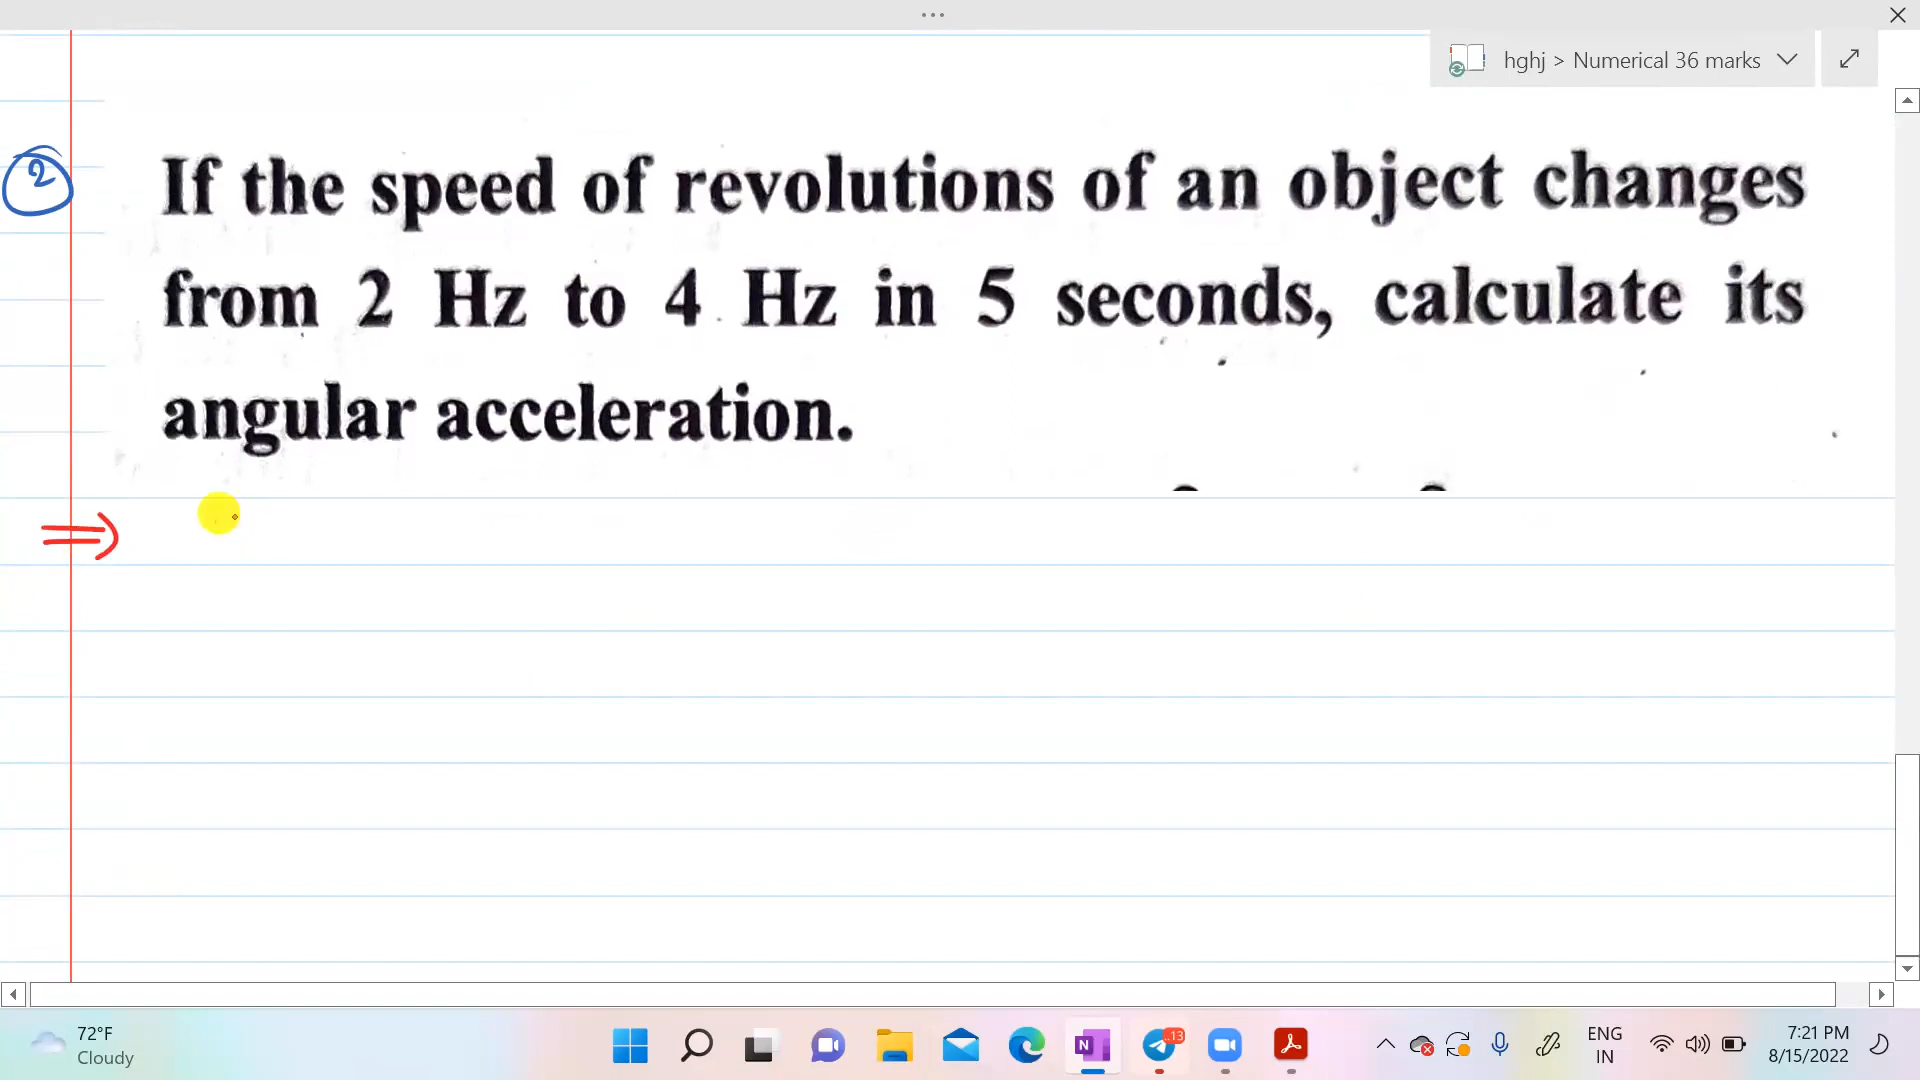 hghj > Numerical 36 marks
2
If the speed of revolutions of an object changes
from 2 Hz to 4 Hz in 5 seconds, calculate its
angular acceleration.
72°F
Cloudy
N
..13
ENG
IN
7:21 PM
8/15/2022